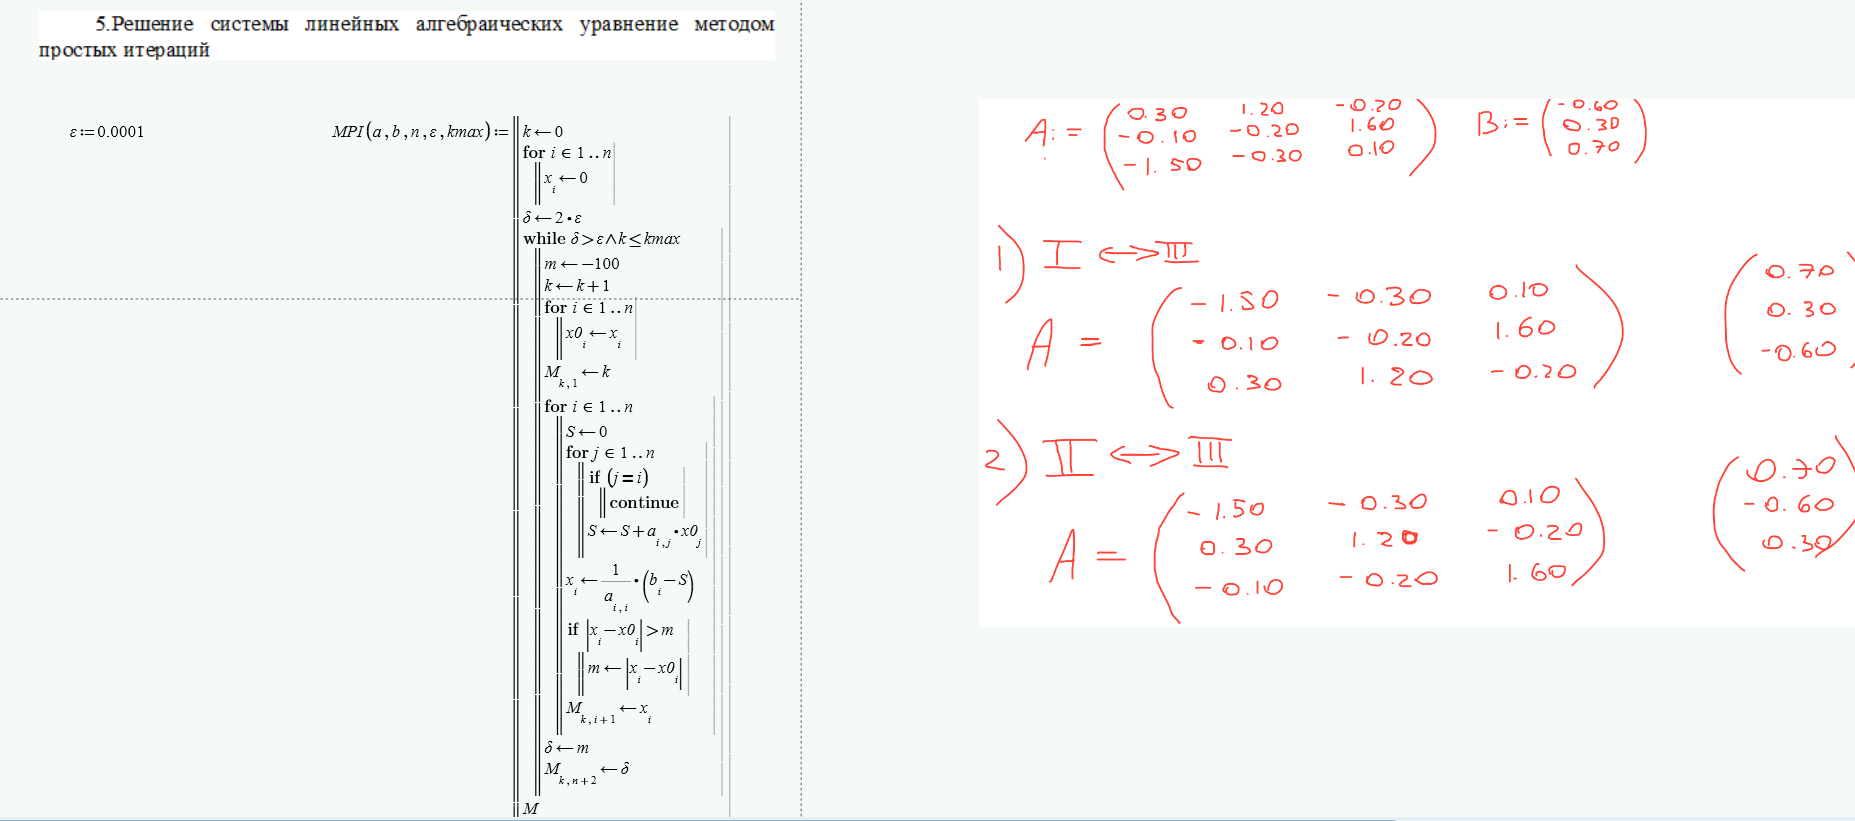 5.Решение системы линейных алгебраических уравнение методом
простых итераций
ε:=0.0001
MPI(a,b,n,ε,kmax):=
k←0
for i∈1..n
x_i←0
δ←2•ε
while δ>ε∧k≤kmax
m←−100
k←k+1
for i∈1..n
x0_i←x_i
M_k,1←k
for i∈1..n
S←0
for j∈1..n
if (j=i)
continue
S←S+a_i,j•x0_j
x_i←1/a_i,i•(b_i−S)
if |x_i−x0_i|>m
m←|x_i−x0_i|
M_k,i+1←x_i
δ←m
M_k,n+2←δ
M
A:= B:=
0.30 1.20 -0.20 -0.60
-0.10 -0.20 1.60 0.30
-1.50 -0.30 0.10 0.70
1) I <=> III
A =
-1.50 -0.30 0.10 0.70
-0.10 -0.20 1.60 0.30
0.30 1.20 -0.20 -0.60
2) II <=> III
A =
-1.50 -0.30 0.10 0.70
0.30 1.20 -0.20 -0.60
-0.10 -0.20 1.60 0.30